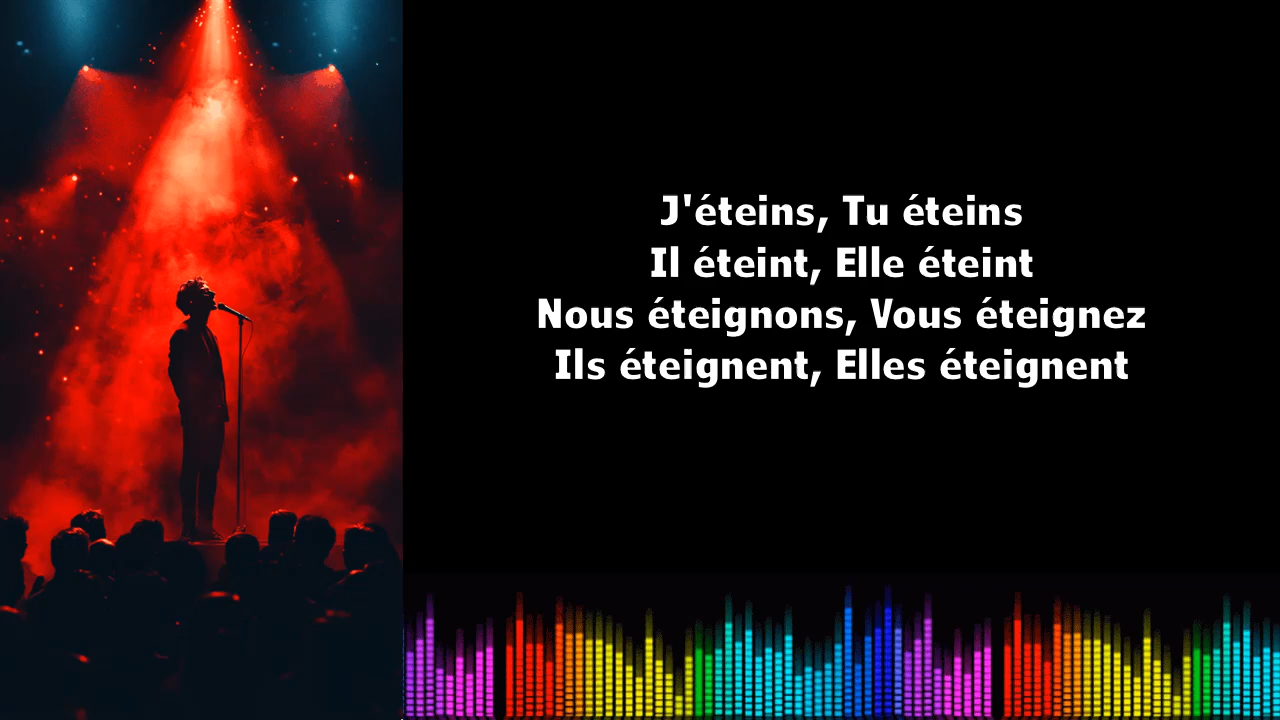 J'éteins, Tu éteins
Il éteint, Elle éteint
Nous éteignons, Vous éteignez
Ils éteignent, Elles éteignent